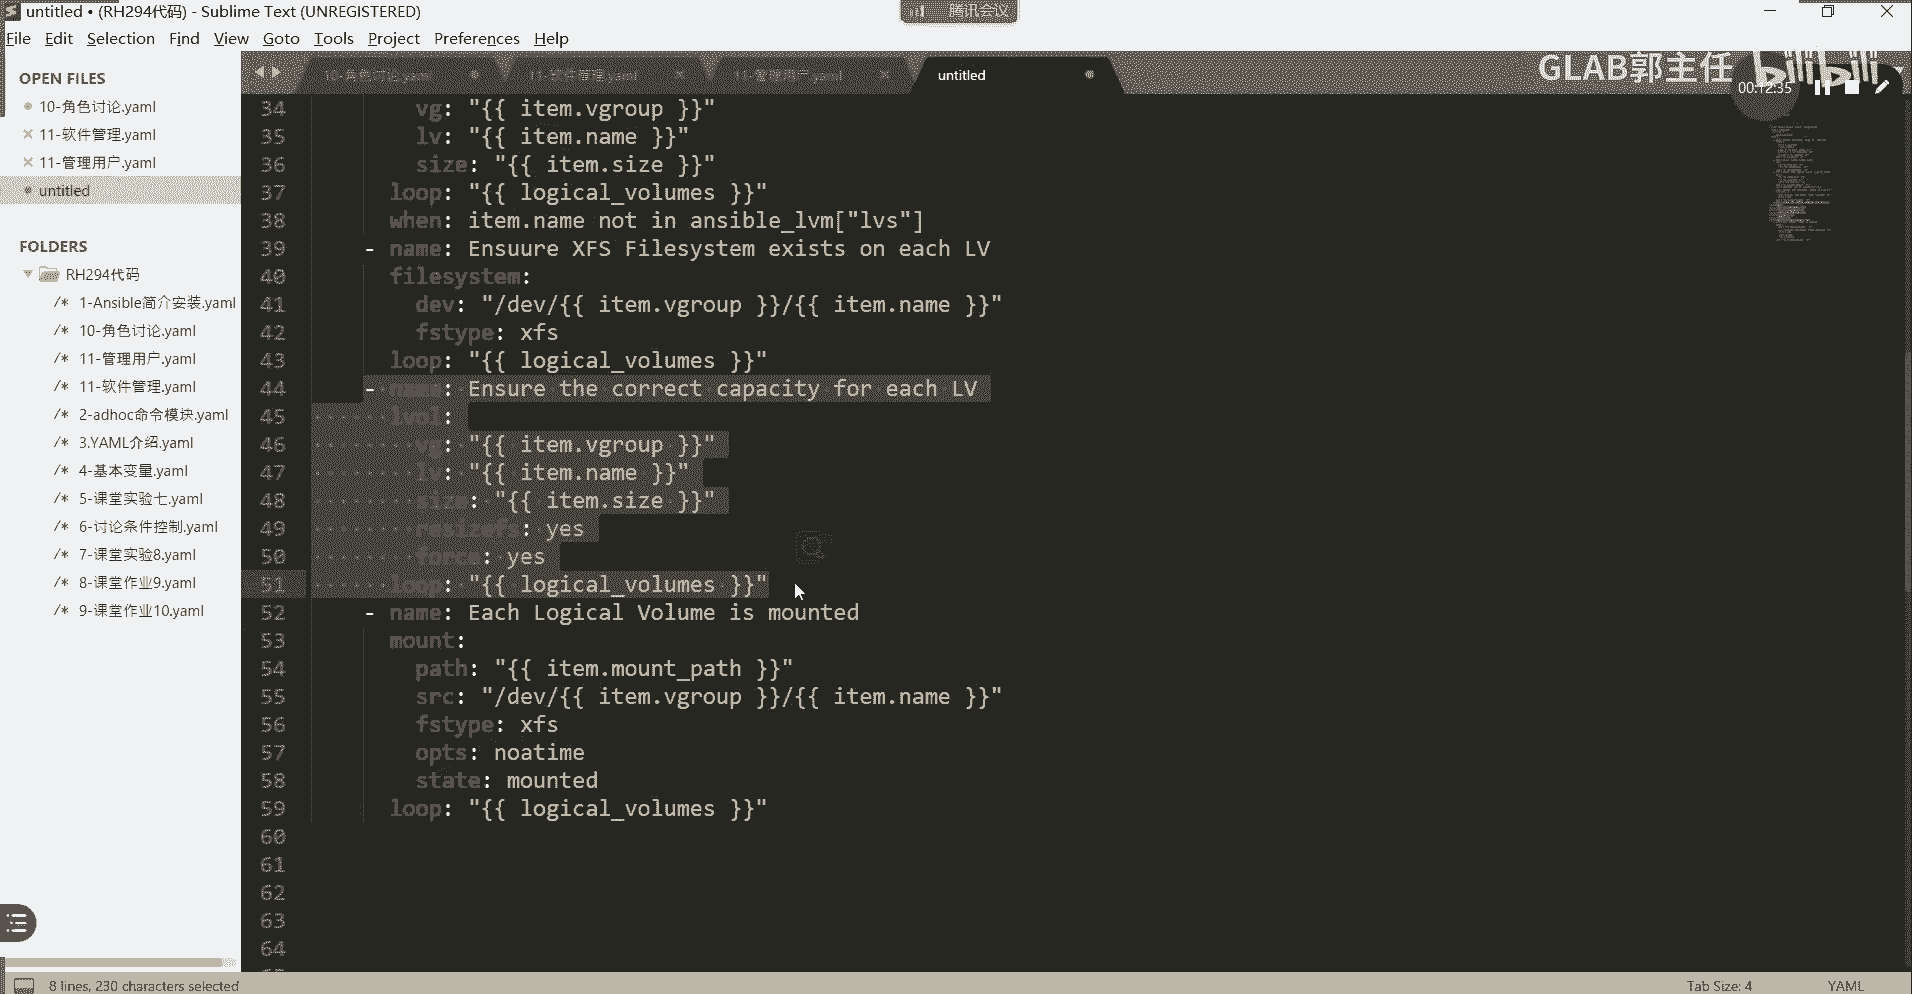 untitled • (RH294代码) - Sublime Text (UNREGISTERED)
腾讯会议
File Edit Selection Find View Goto Tools Project Preferences Help
GLAB郭主任
bilibili
00:12:35
OPEN FILES
10-角色讨论.yaml
11-软件管理.yaml
11-管理用户.yaml
untitled
FOLDERS
RH294代码
/* 1-Ansible简介安装.yaml
/* 10-角色讨论.yaml
/* 11-管理用户.yaml
/* 11-软件管理.yaml
/* 2-adhoc命令模块.yaml
/* 3.YAML介绍.yaml
/* 4-基本变量.yaml
/* 5-课堂实验七.yaml
/* 6-讨论条件控制.yaml
/* 7-课堂实验8.yaml
/* 8-课堂作业9.yaml
/* 9-课堂作业10.yaml
10-角色讨论.yaml 11-软件管理.yaml 11-管理用户.yaml untitled
34 vg: "{{ item.vgroup }}"
35 lv: "{{ item.name }}"
36 size: "{{ item.size }}"
37 loop: "{{ logical_volumes }}"
38 when: item.name not in ansible_lvm["lvs"]
39 - name: Ensuure XFS Filesystem exists on each LV
40 filesystem:
41 dev: "/dev/{{ item.vgroup }}/{{ item.name }}"
42 fstype: xfs
43 loop: "{{ logical_volumes }}"
44 - name: Ensure the correct capacity for each LV
45 lvol:
46 vg: "{{ item.vgroup }}"
47 lv: "{{ item.name }}"
48 size: "{{ item.size }}"
49 resizefs: yes
50 force: yes
51 loop: "{{ logical_volumes }}"
52 - name: Each Logical Volume is mounted
53 mount:
54 path: "{{ item.mount_path }}"
55 src: "/dev/{{ item.vgroup }}/{{ item.name }}"
56 fstype: xfs
57 opts: noatime
58 state: mounted
59 loop: "{{ logical_volumes }}"
60
61
62
63
64
8 lines, 230 characters selected
Tab Size: 4
YAML